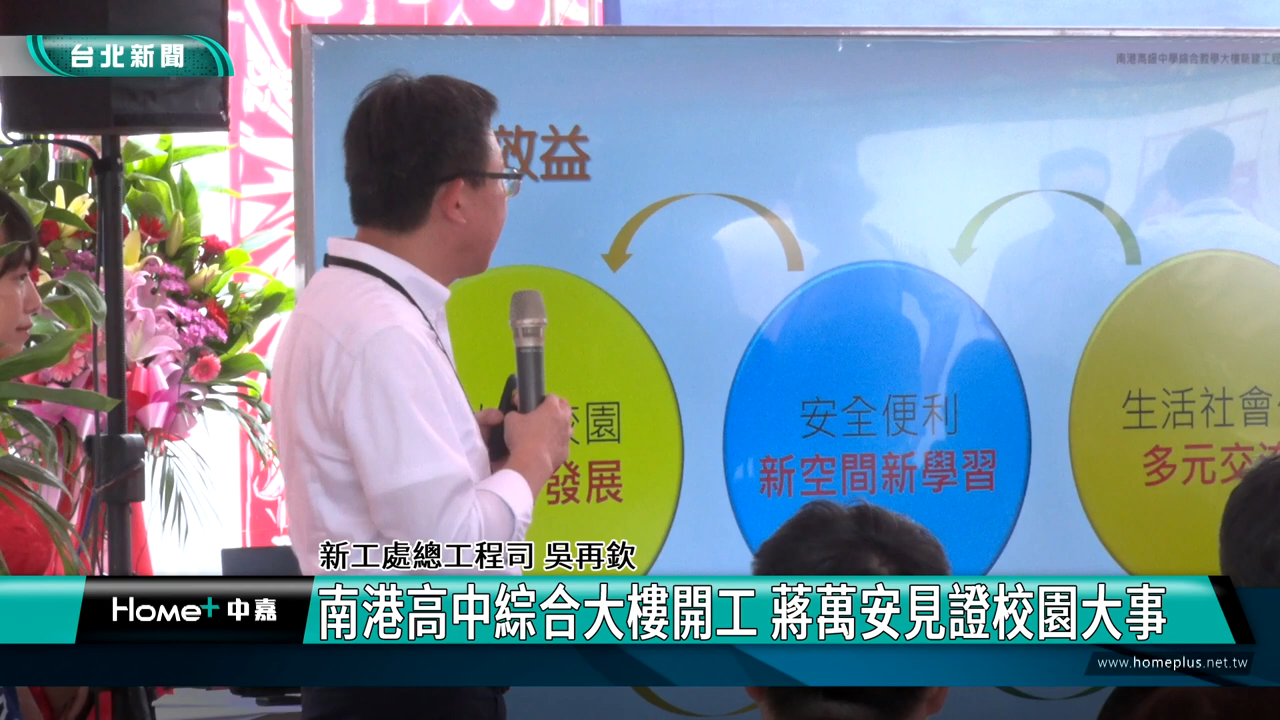 台北新聞
南港高級中學綜合教學大樓新建工程
效益
校園
發展
安全便利
新空間新學習
生活社會
多元交流
新工處總工程司 吳再欽
Home+ 中嘉
南港高中綜合大樓開工 蔣萬安見證校園大事
www.homeplus.net.tw